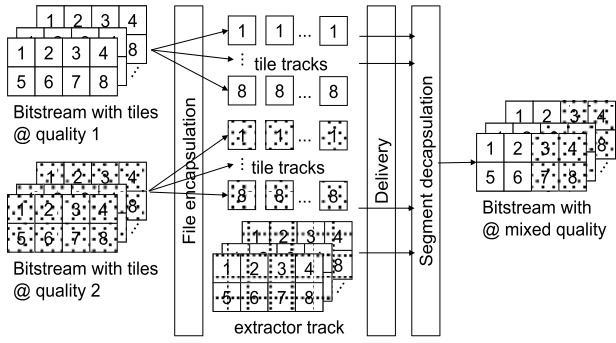 1 2 3 4
8
1 2 3 4
5 6 7 8
Bitstream with tiles
@ quality 1
1 2 3 4
8
1 2 3 4
5 6 7 8
Bitstream with tiles
@ quality 2
File encapsulation
1 1 ... 1
tile tracks
8 8 ... 8
1 1 ... 1
tile tracks
8 8 ... 8
1 2 3 4
8
1 2 3 4
5 6 7 8
extractor track
Delivery
Segment decapsulation
1 2 3 4
8
1 2 3 4
5 6 7 8
Bitstream with
@ mixed quality